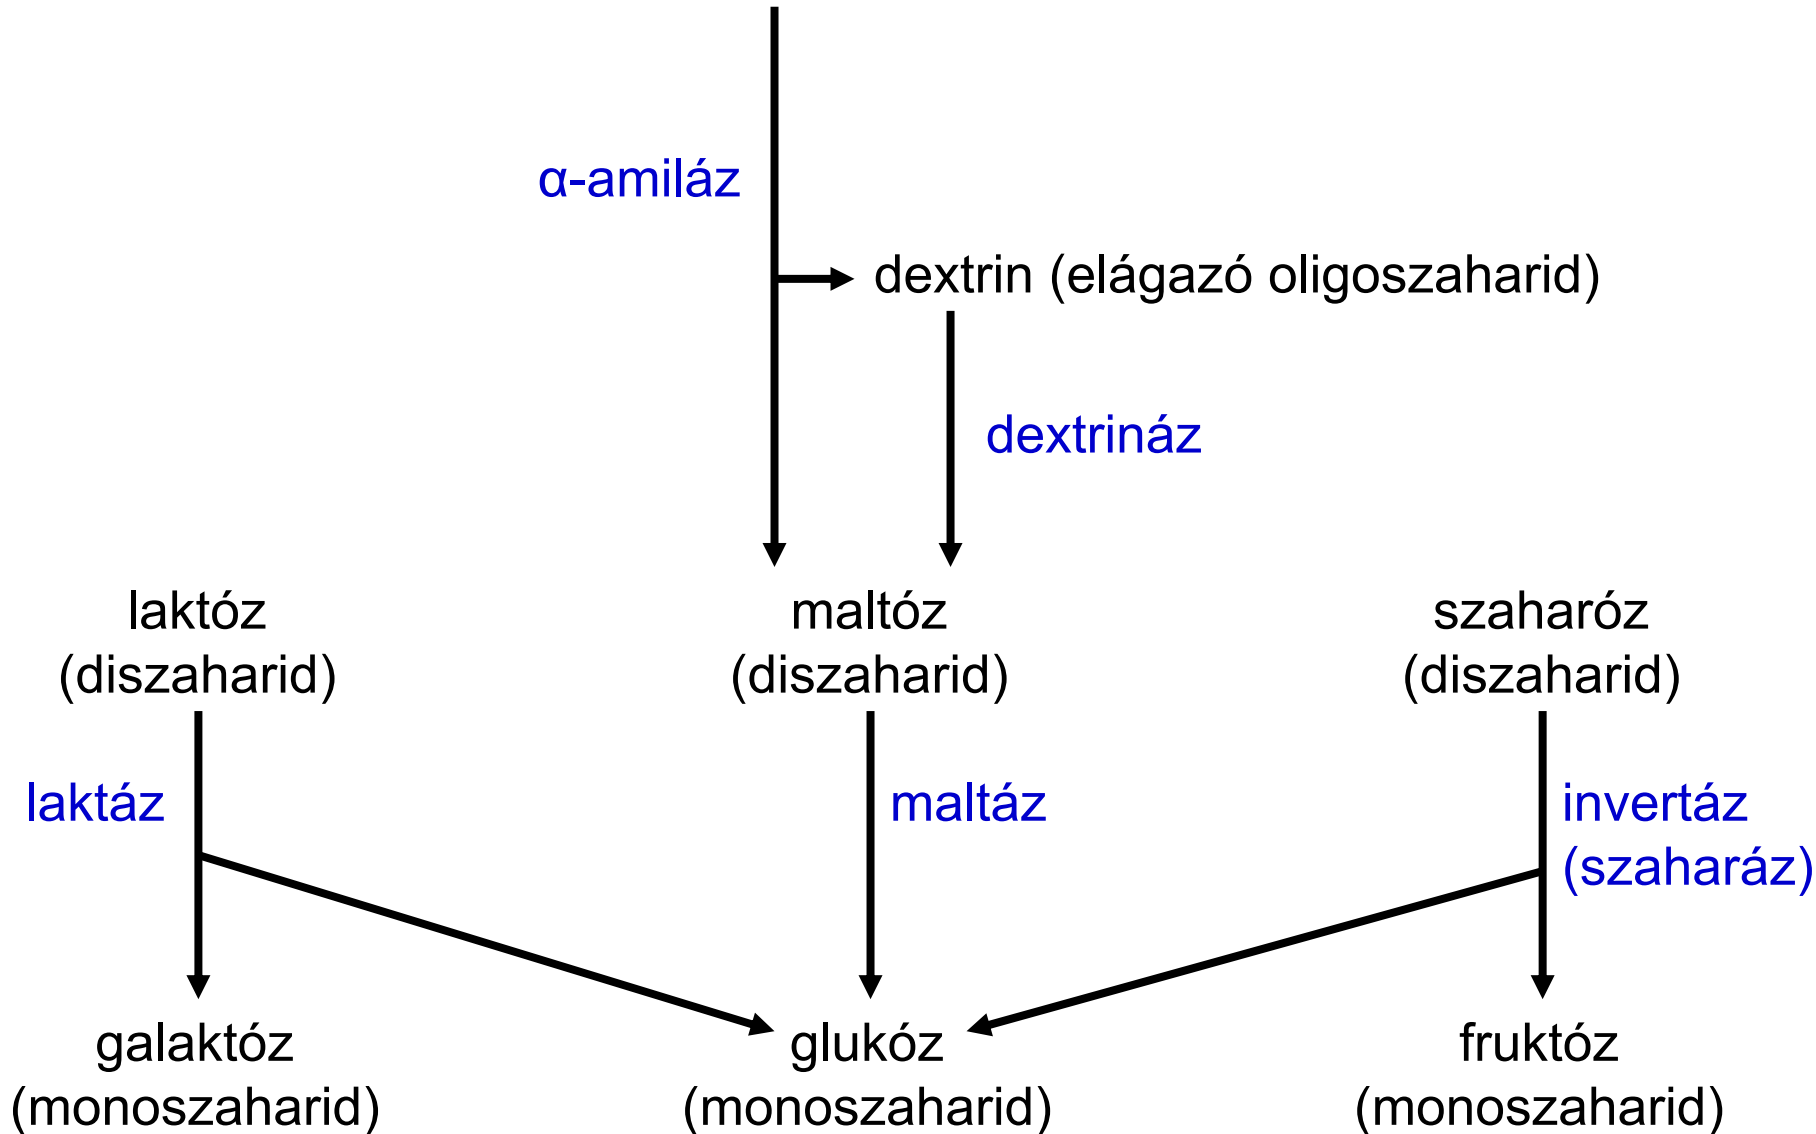 α-amiláz
dextrin (elágazó oligoszaharid)
dextrináz
laktóz
(diszaharid)
maltóz
(diszaharid)
szaharóz
(diszaharid)
laktáz
maltáz
invertáz
(szaharáz)
galaktóz
(monoszaharid)
glukóz
(monoszaharid)
fruktóz
(monoszaharid)